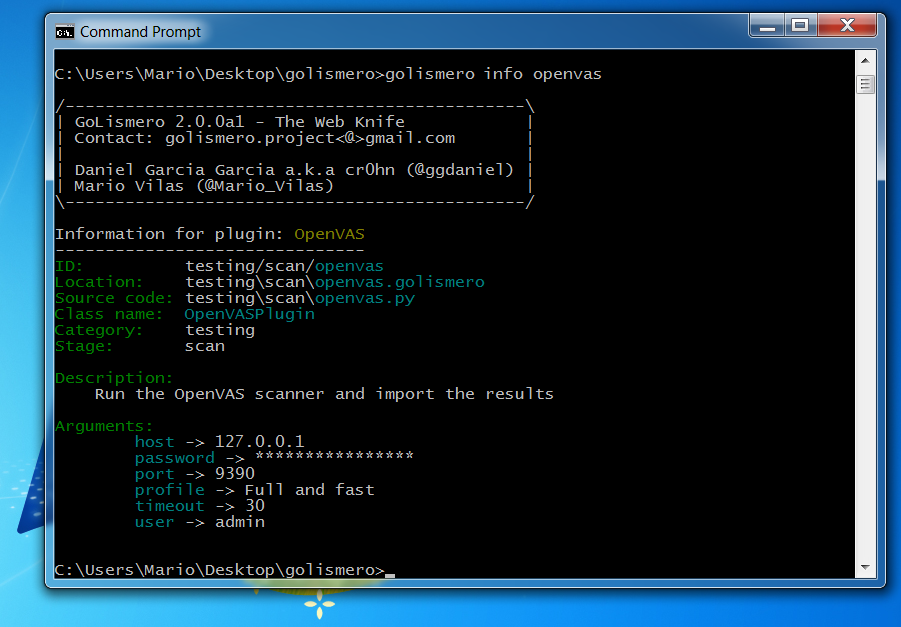 Command Prompt
C:\Users\Mario\Desktop\golismero>golismero info openvas
/----------------------------------------------\
| GoLismero 2.0.0a1 - The Web Knife            |
| Contact: golismero.project<@>gmail.com       |
|                                              |
| Daniel Garcia Garcia a.k.a cr0hn (@ggdaniel) |
| Mario Vilas (@Mario_Vilas)                   |
\----------------------------------------------/
Information for plugin: OpenVAS
-------------------------------
ID:          testing/scan/openvas
Location:    testing\scan\openvas.golismero
Source code: testing\scan\openvas.py
Class name:  OpenVASPlugin
Category:    testing
Stage:       scan
Description:
    Run the OpenVAS scanner and import the results
Arguments:
        host -> 127.0.0.1
        password -> ****************
        port -> 9390
        profile -> Full and fast
        timeout -> 30
        user -> admin
C:\Users\Mario\Desktop\golismero>_